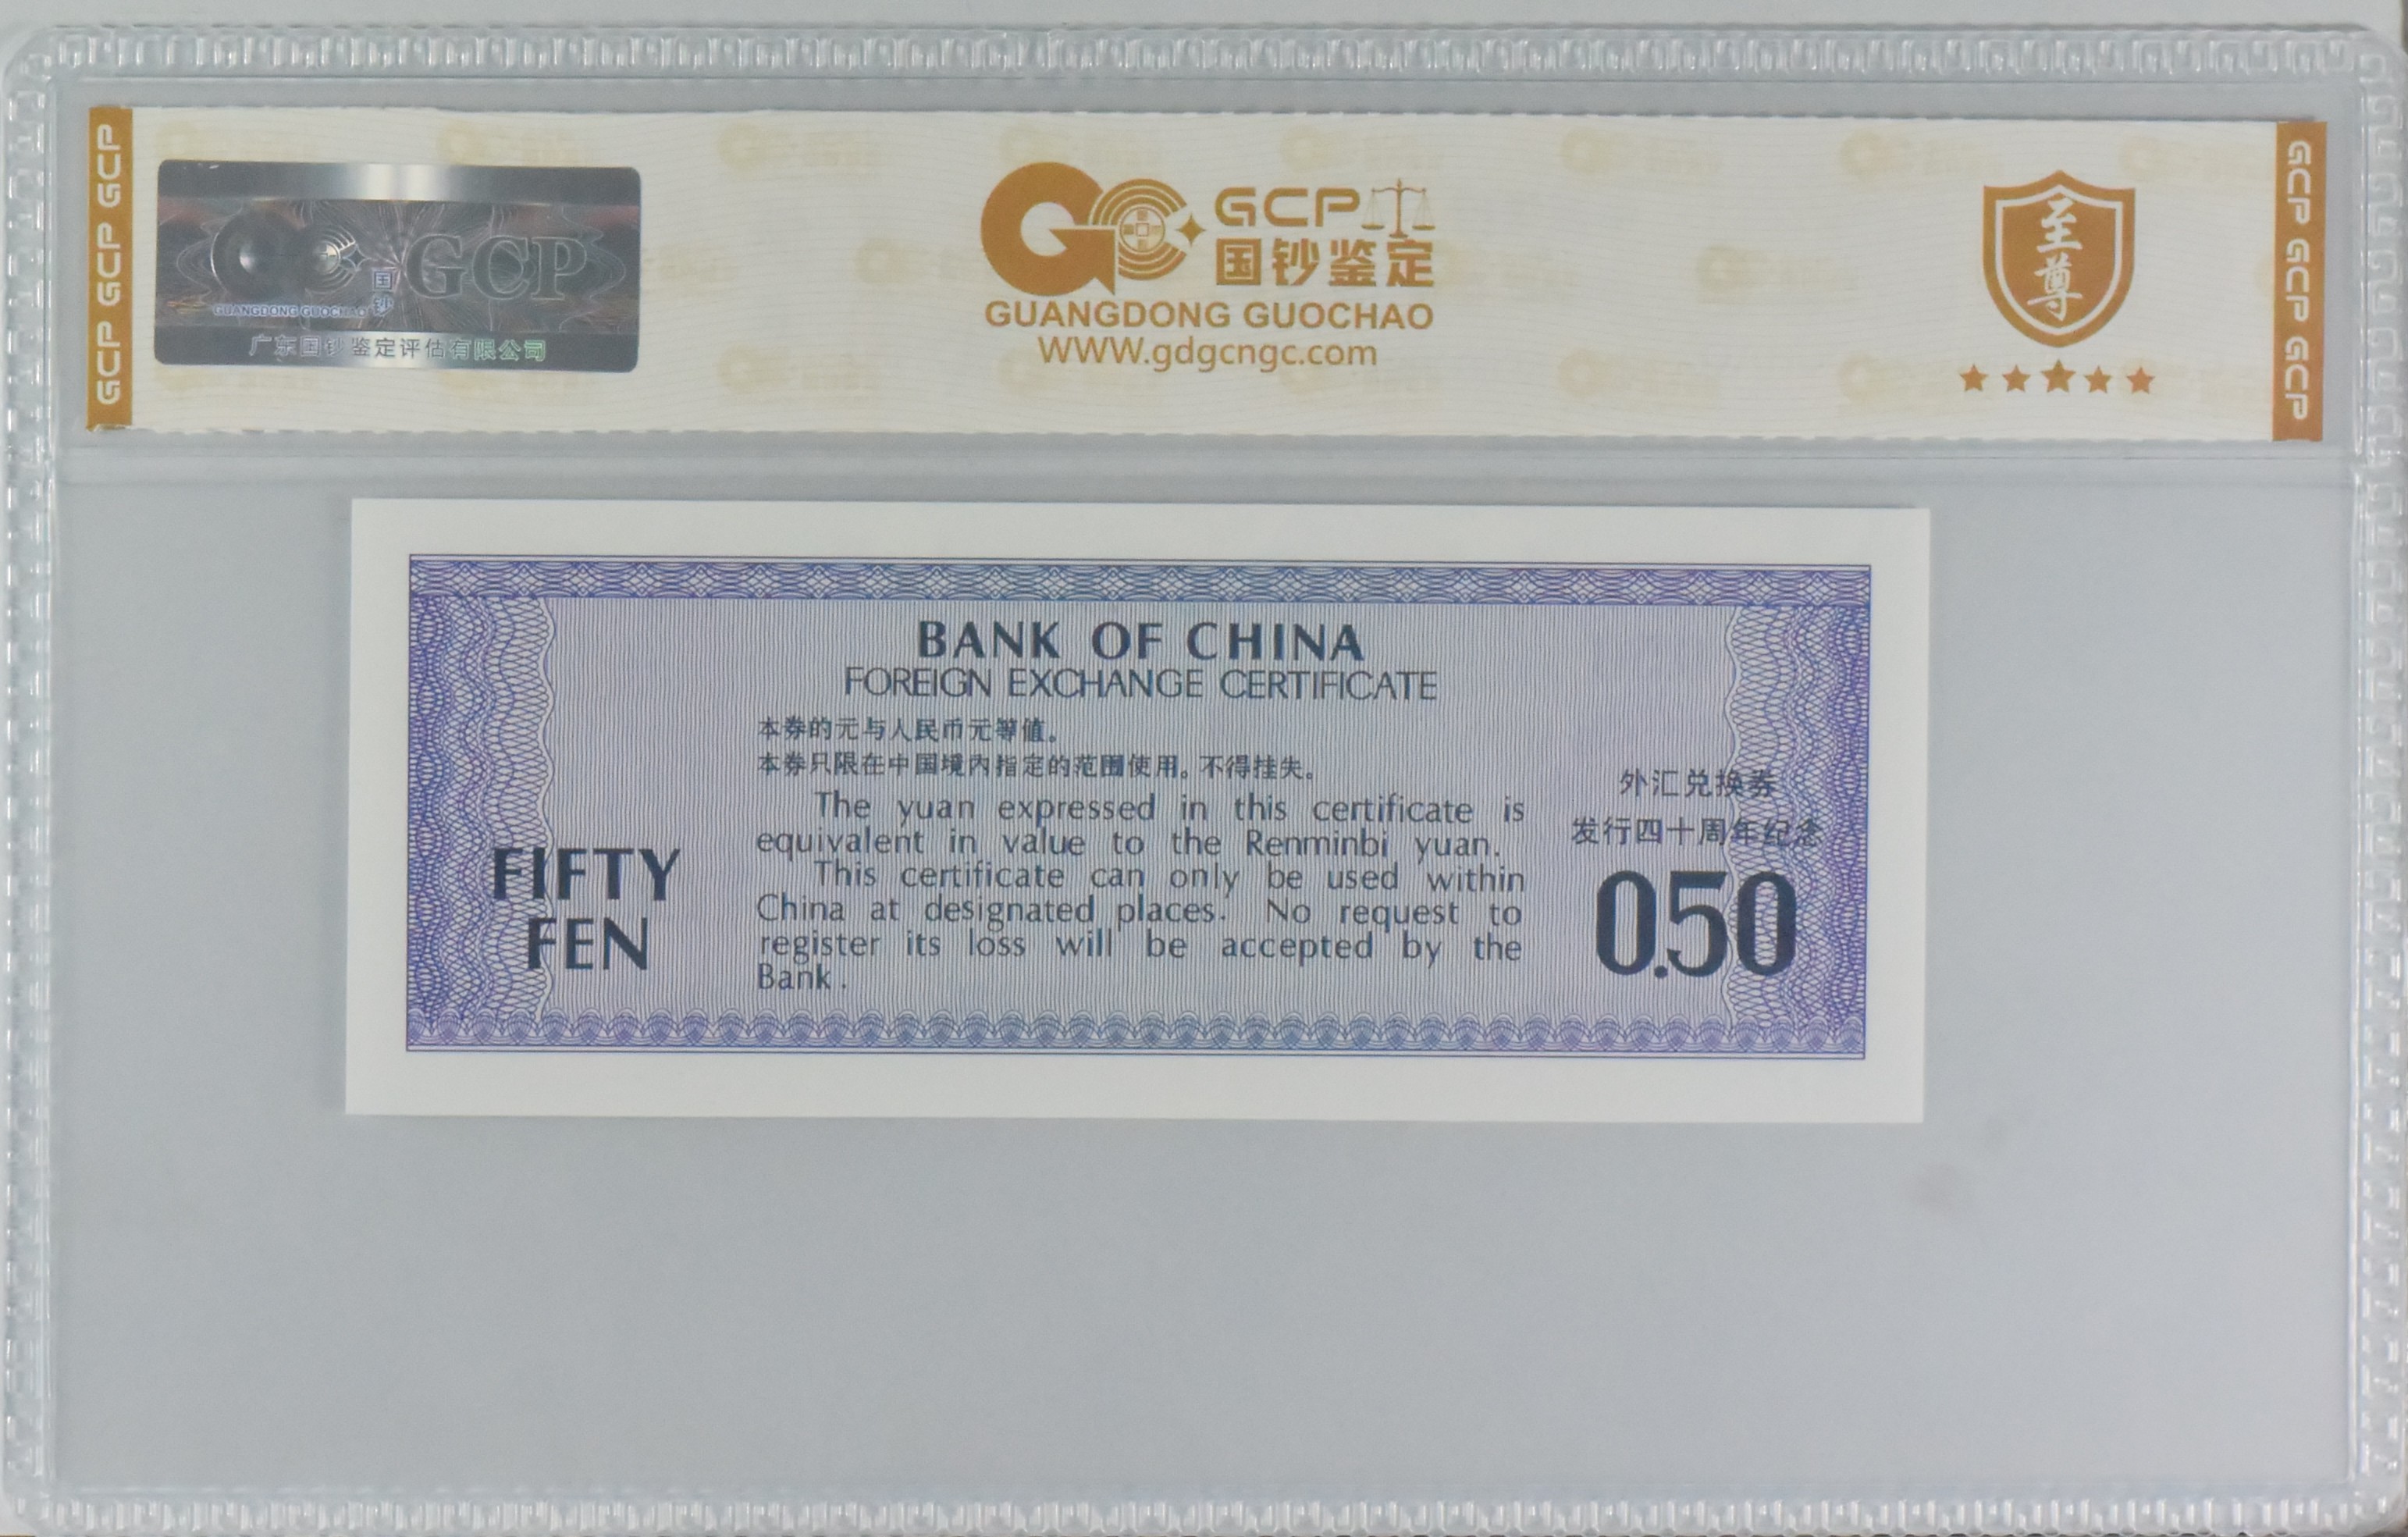 GCP GCP GCP
GCP
国钞
GUANGDONG GUOCHAO
广东国钞鉴定评估有限公司
GCP
国钞鉴定
GUANGDONG GUOCHAO
WWW.gdgcngc.com
至尊
GCP GCP GCP
BANK OF CHINA
FOREIGN EXCHANGE CERTIFICATE
本券的元与人民币元等值。
本券只限在中国境内指定的范围使用。不得挂失。
The yuan expressed in this certificate is
equivalent in value to the Renminbi yuan.
This certificate can only be used within
China at designated places. No request to
register its loss will be accepted by the
Bank.
FIFTY
FEN
外汇兑换券
发行四十周年纪念
0.50